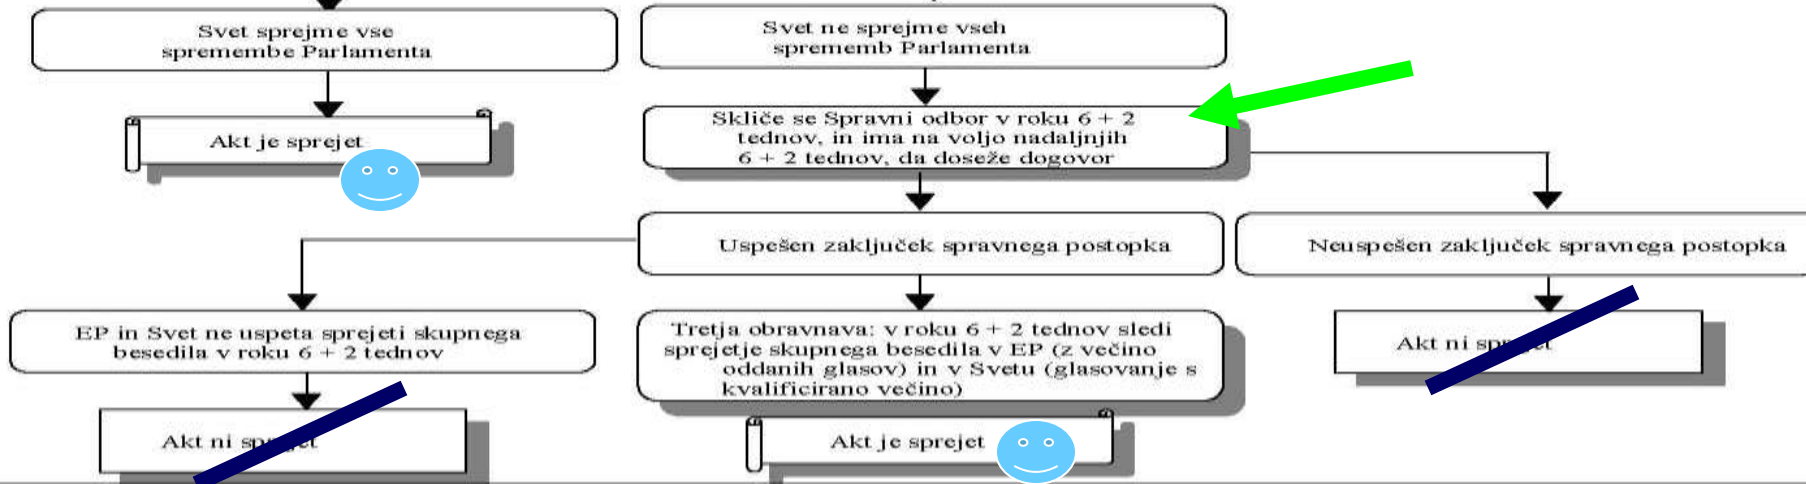 Svet sprejme vse
spremembe Parlamenta
Svet ne sprejme vseh
sprememb Parlamenta
Akt je sprejet
Skliče se Spravni odbor v roku 6 + 2
tednov, in ima na voljo nadaljnjih
6 + 2 tednov, da doseže dogovor
Uspešen zaključek spravnega postopka
Neuspešen zaključek spravnega postopka
EP in Svet ne uspeta sprejeti skupnega
besedila v roku 6 + 2 tednov
Tretja obravnava: v roku 6 + 2 tednov sledi
sprejetje skupnega besedila v EP (z večino
oddanih glasov) in v Svetu (glasovanje s
kvalificirano večino)
Akt ni sprejet
Akt ni sprejet
Akt je sprejet